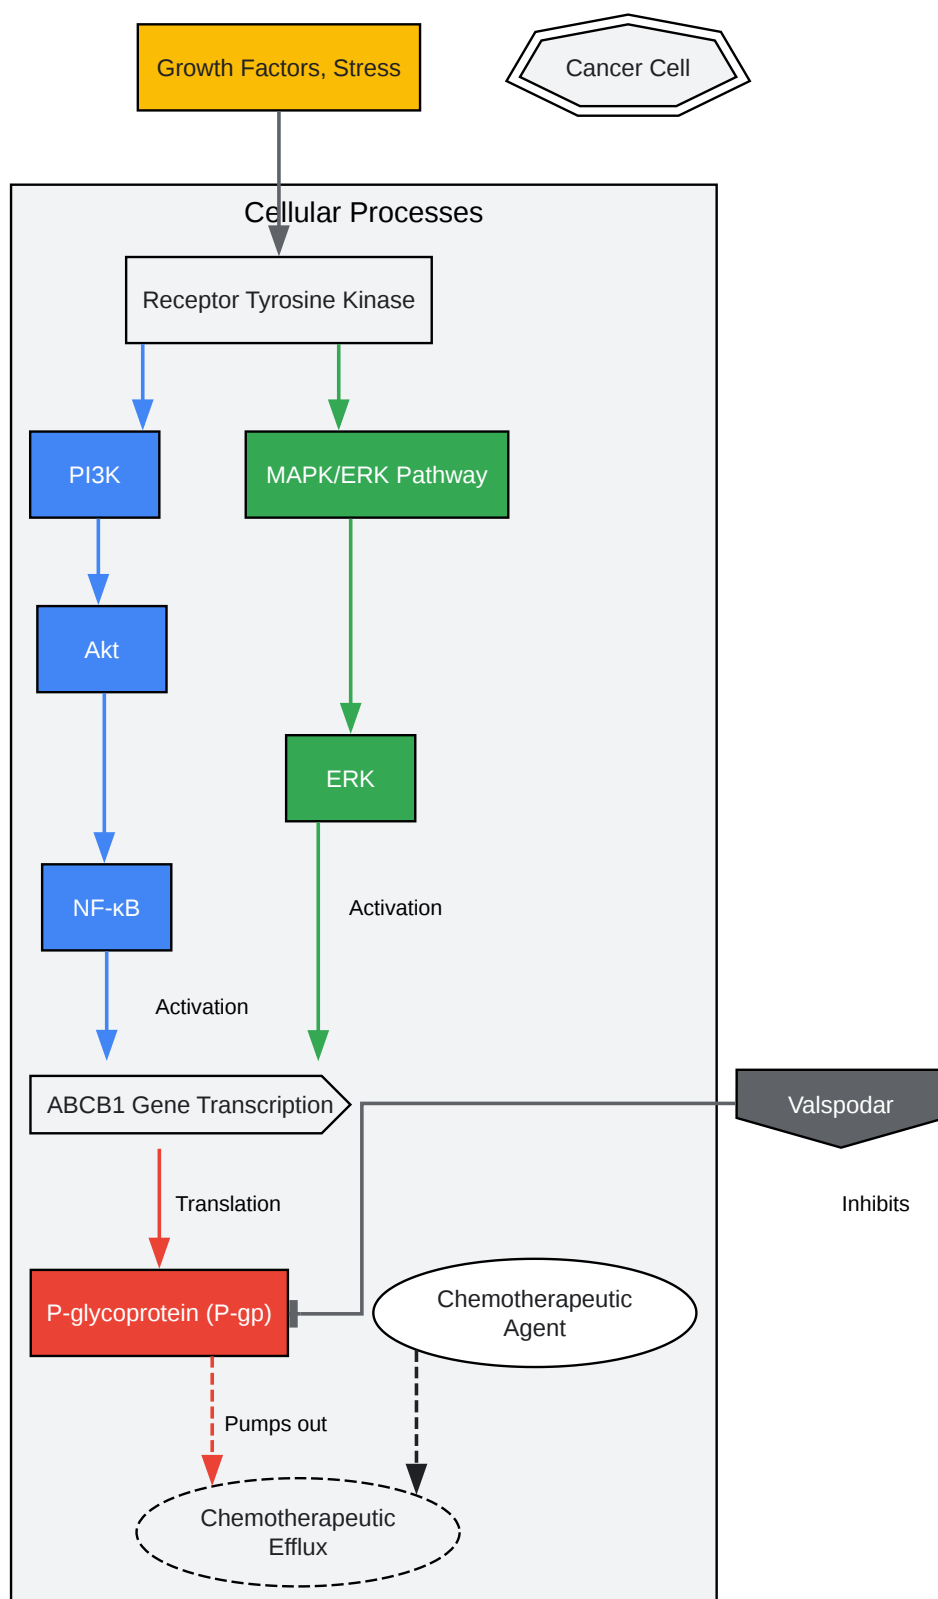 Growth Factors, Stress
Cancer Cell
Cellular Processes
Receptor Tyrosine Kinase
PI3K
MAPK/ERK Pathway
Akt
ERK
NF-κB
Activation
Activation
ABCB1 Gene Transcription
Valspodar
Translation
Inhibits
P-glycoprotein (P-gp)
Chemotherapeutic
Agent
Pumps out
Chemotherapeutic
Efflux